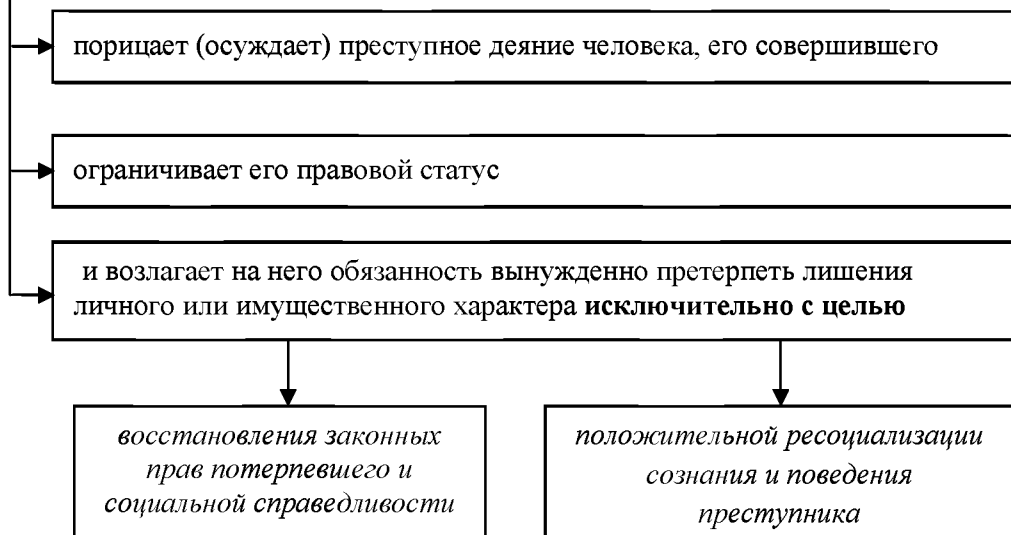 порицает (осуждает) преступное деяние человека, его совершившего
ограничивает его правовой статус
и возлагает на него обязанность вынужденно претерпеть лишения
личного или имущественного характера исключительно с целью
восстановления законных
прав потерпевшего и
социальной справедливости
положительной ресоциализации
сознания и поведения
преступника